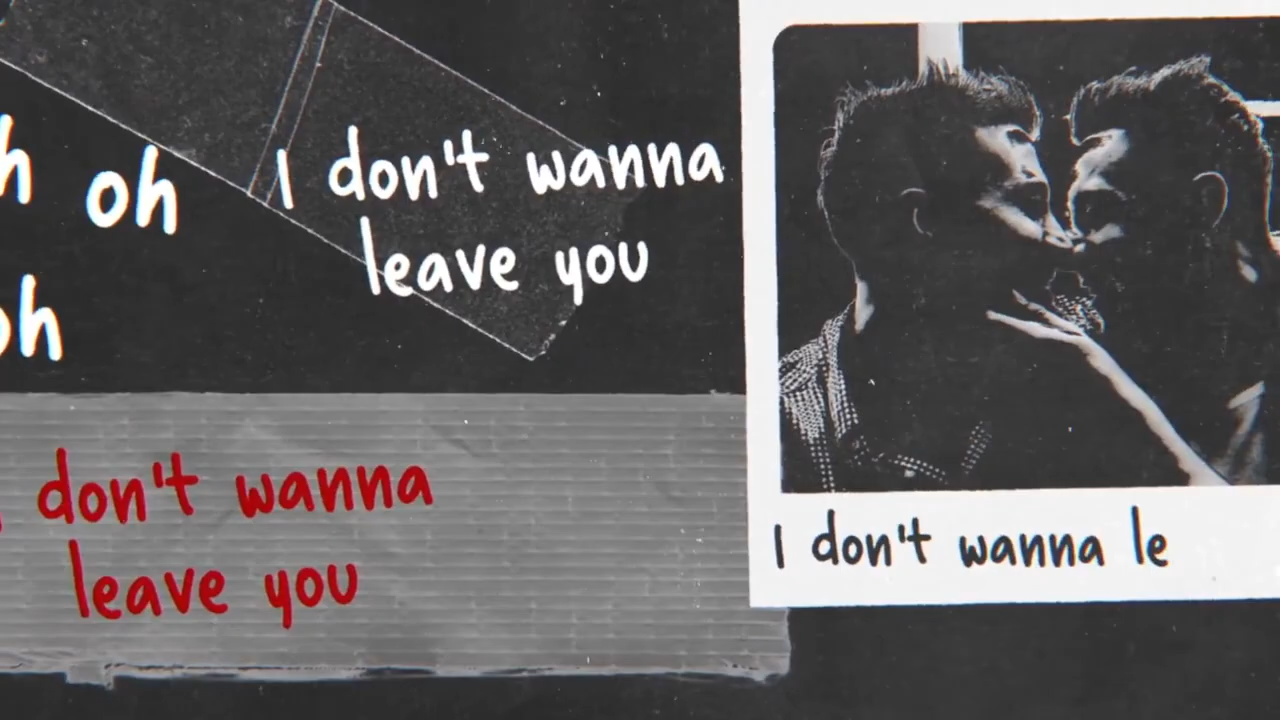 h oh
oh
I don't wanna
leave you
don't wanna
leave you
I don't wanna le